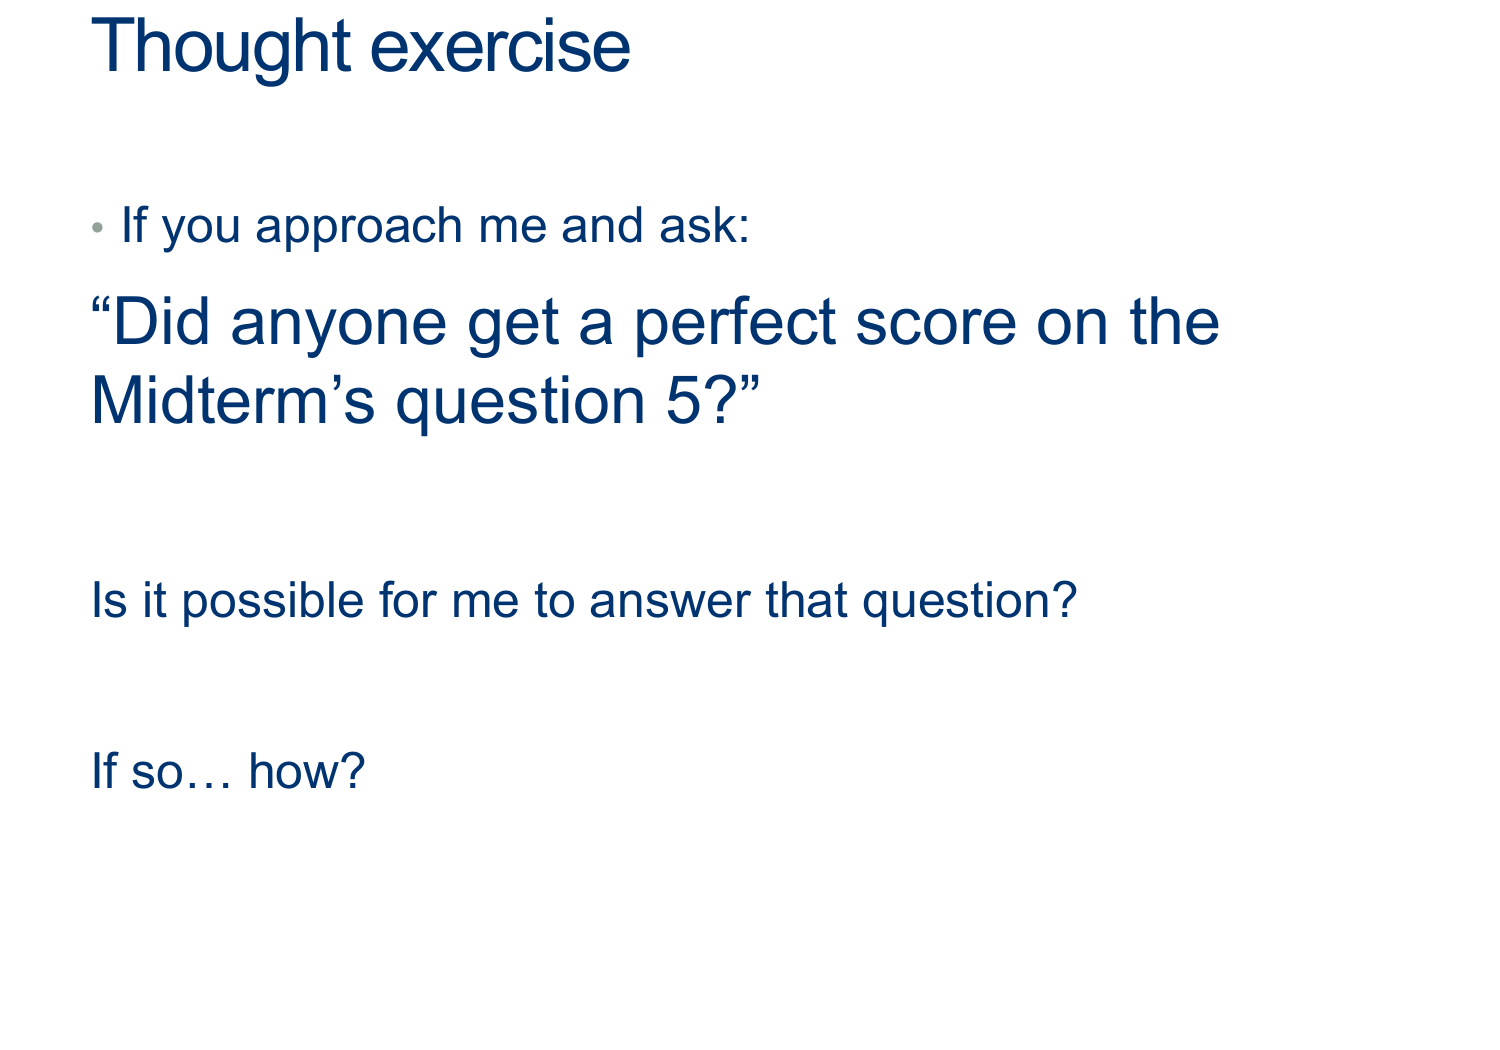 Thought exercise
• If you approach me and ask:
“Did anyone get a perfect score on the
Midterm’s question 5?”
Is it possible for me to answer that question?
If so… how?